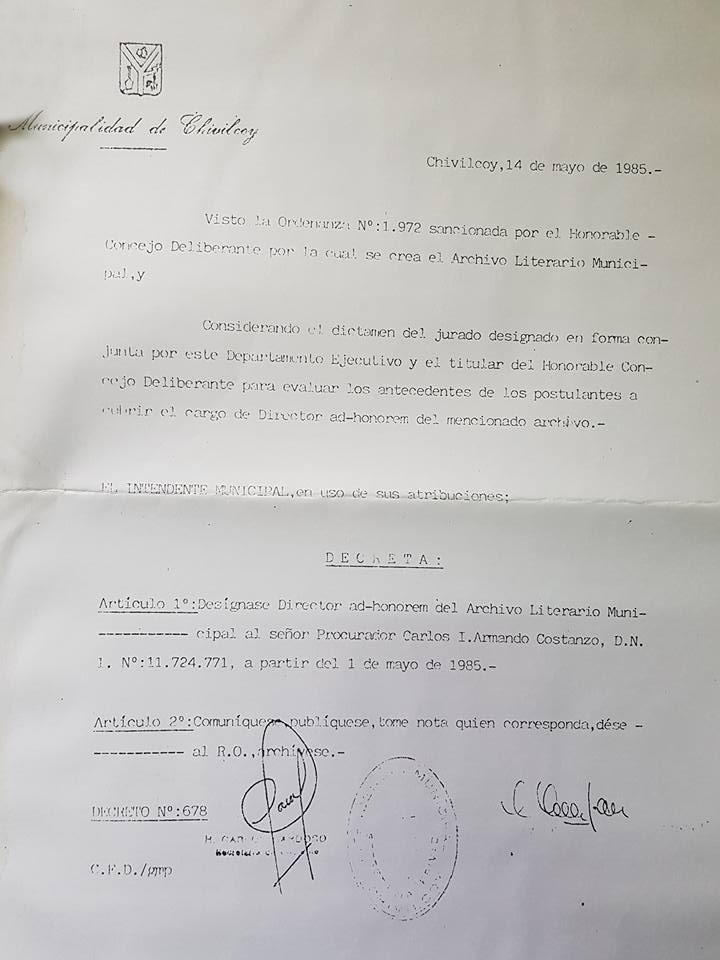 Municipalidad de Chivilcoy
Chivilcoy,14 de mayo de 1985.-
Visto la Ordenanza Nº:1.972 sancionada por el Honorable -
Concejo Deliberante por la cual se crea el Archivo Literario Munici-
pal,y
Considerando el dictamen del jurado designado en forma con-
junta por este Departamento Ejecutivo y el titular del Honorable Con-
cejo Deliberante para evaluar los antecedentes de los postulantes a
cubrir el cargo de Director ad-honorem del mencionado archivo.-
EL INTENDENTE MUNICIPAL,en uso de sus atribuciones;
D E C R E T A :
Artículo 1º:Desígnase Director ad-honorem del Archivo Literario Muni-
----------- cipal al señor Procurador Carlos I.Armando Costanzo, D.N.
I. Nº:11.724.771, a partir del 1 de mayo de 1985.-
Artículo 2º:Comuníquese,publíquese,tome nota quien corresponda,dése -
----------- al R.O.,archívese.-
DECRETO Nº:678
C.F.D./gmp